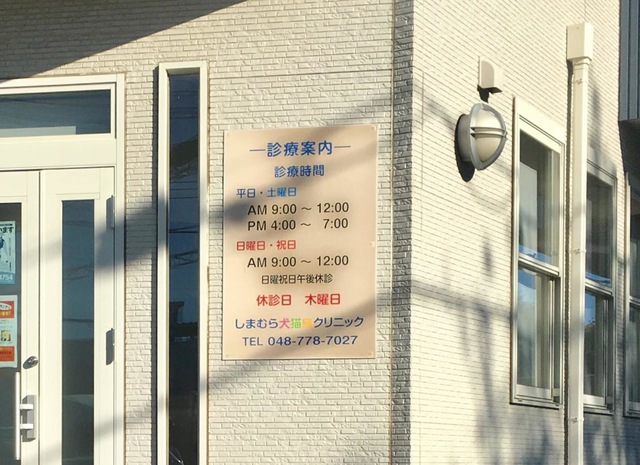 ―診療案内―
診療時間
平日・土曜日
AM 9:00 ～ 12:00
PM 4:00 ～ 7:00
日曜日・祝日
AM 9:00 ～ 12:00
日曜祝日午後休診
休診日 木曜日
しまむら犬猫鳥クリニック
TEL 048-778-7027